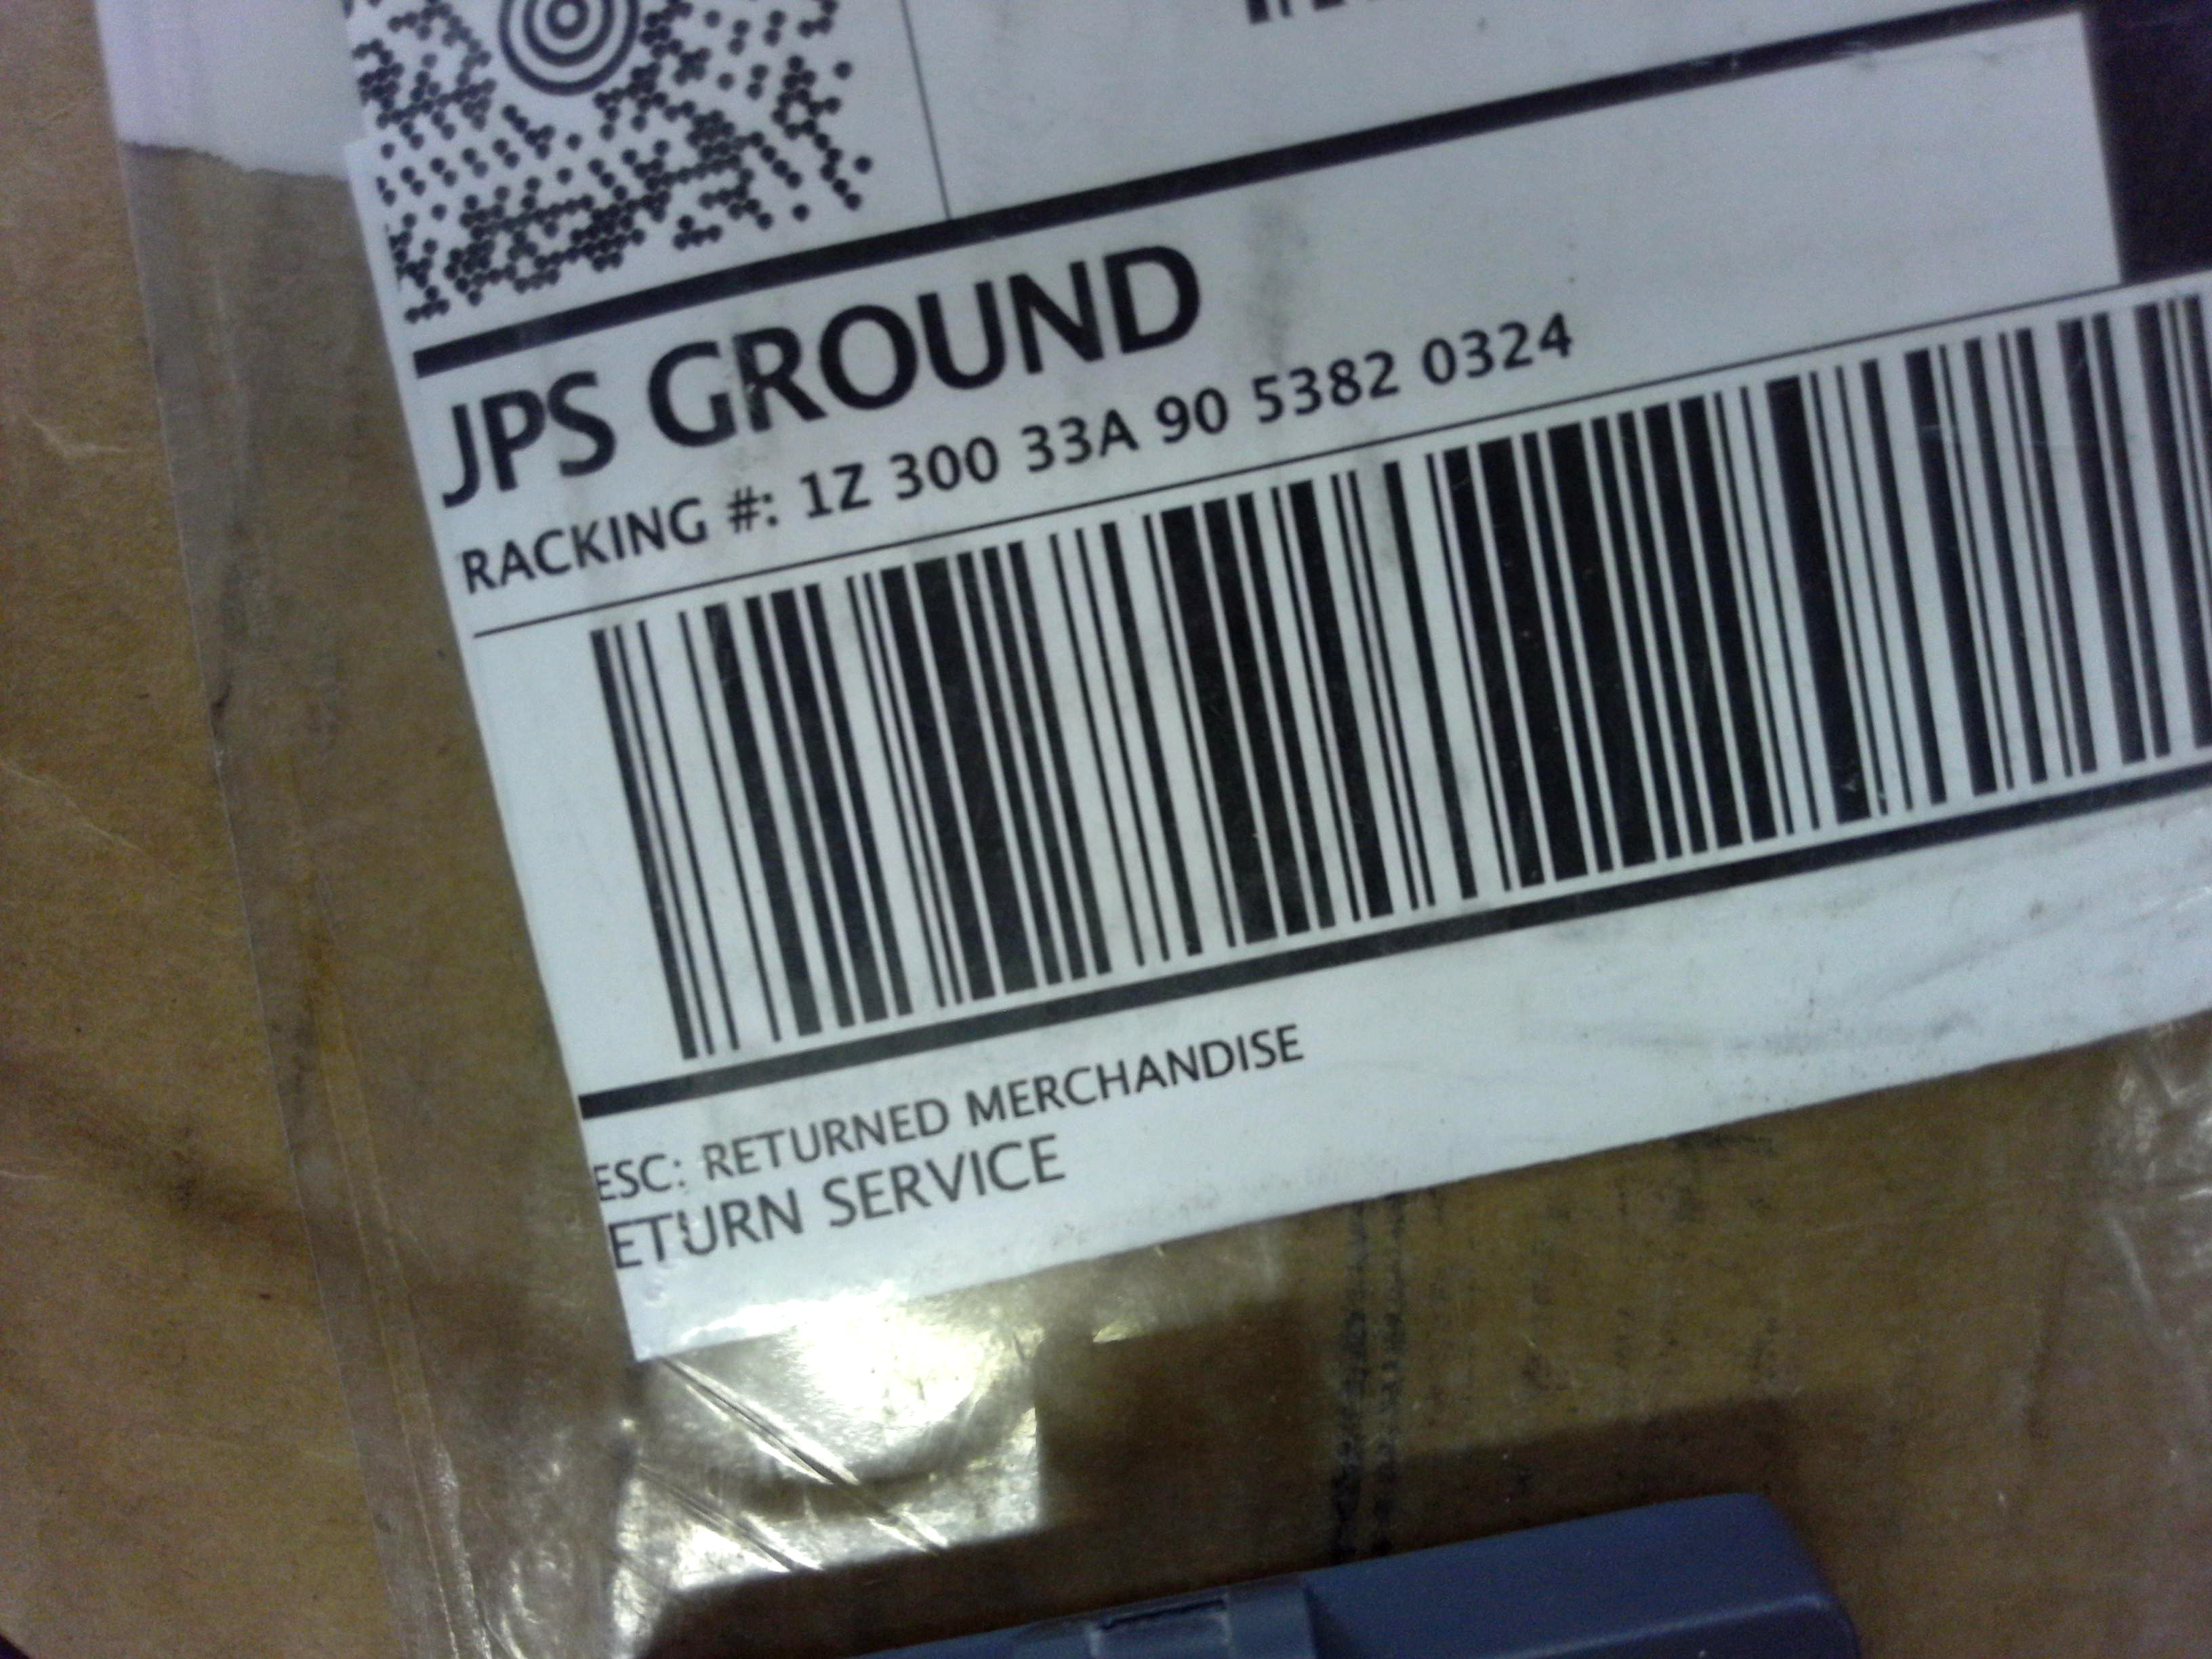 JPS GROUND
RACKING #: 1Z 300 33A 90 5382 0324
ESC: RETURNED MERCHANDISE
ETURN SERVICE